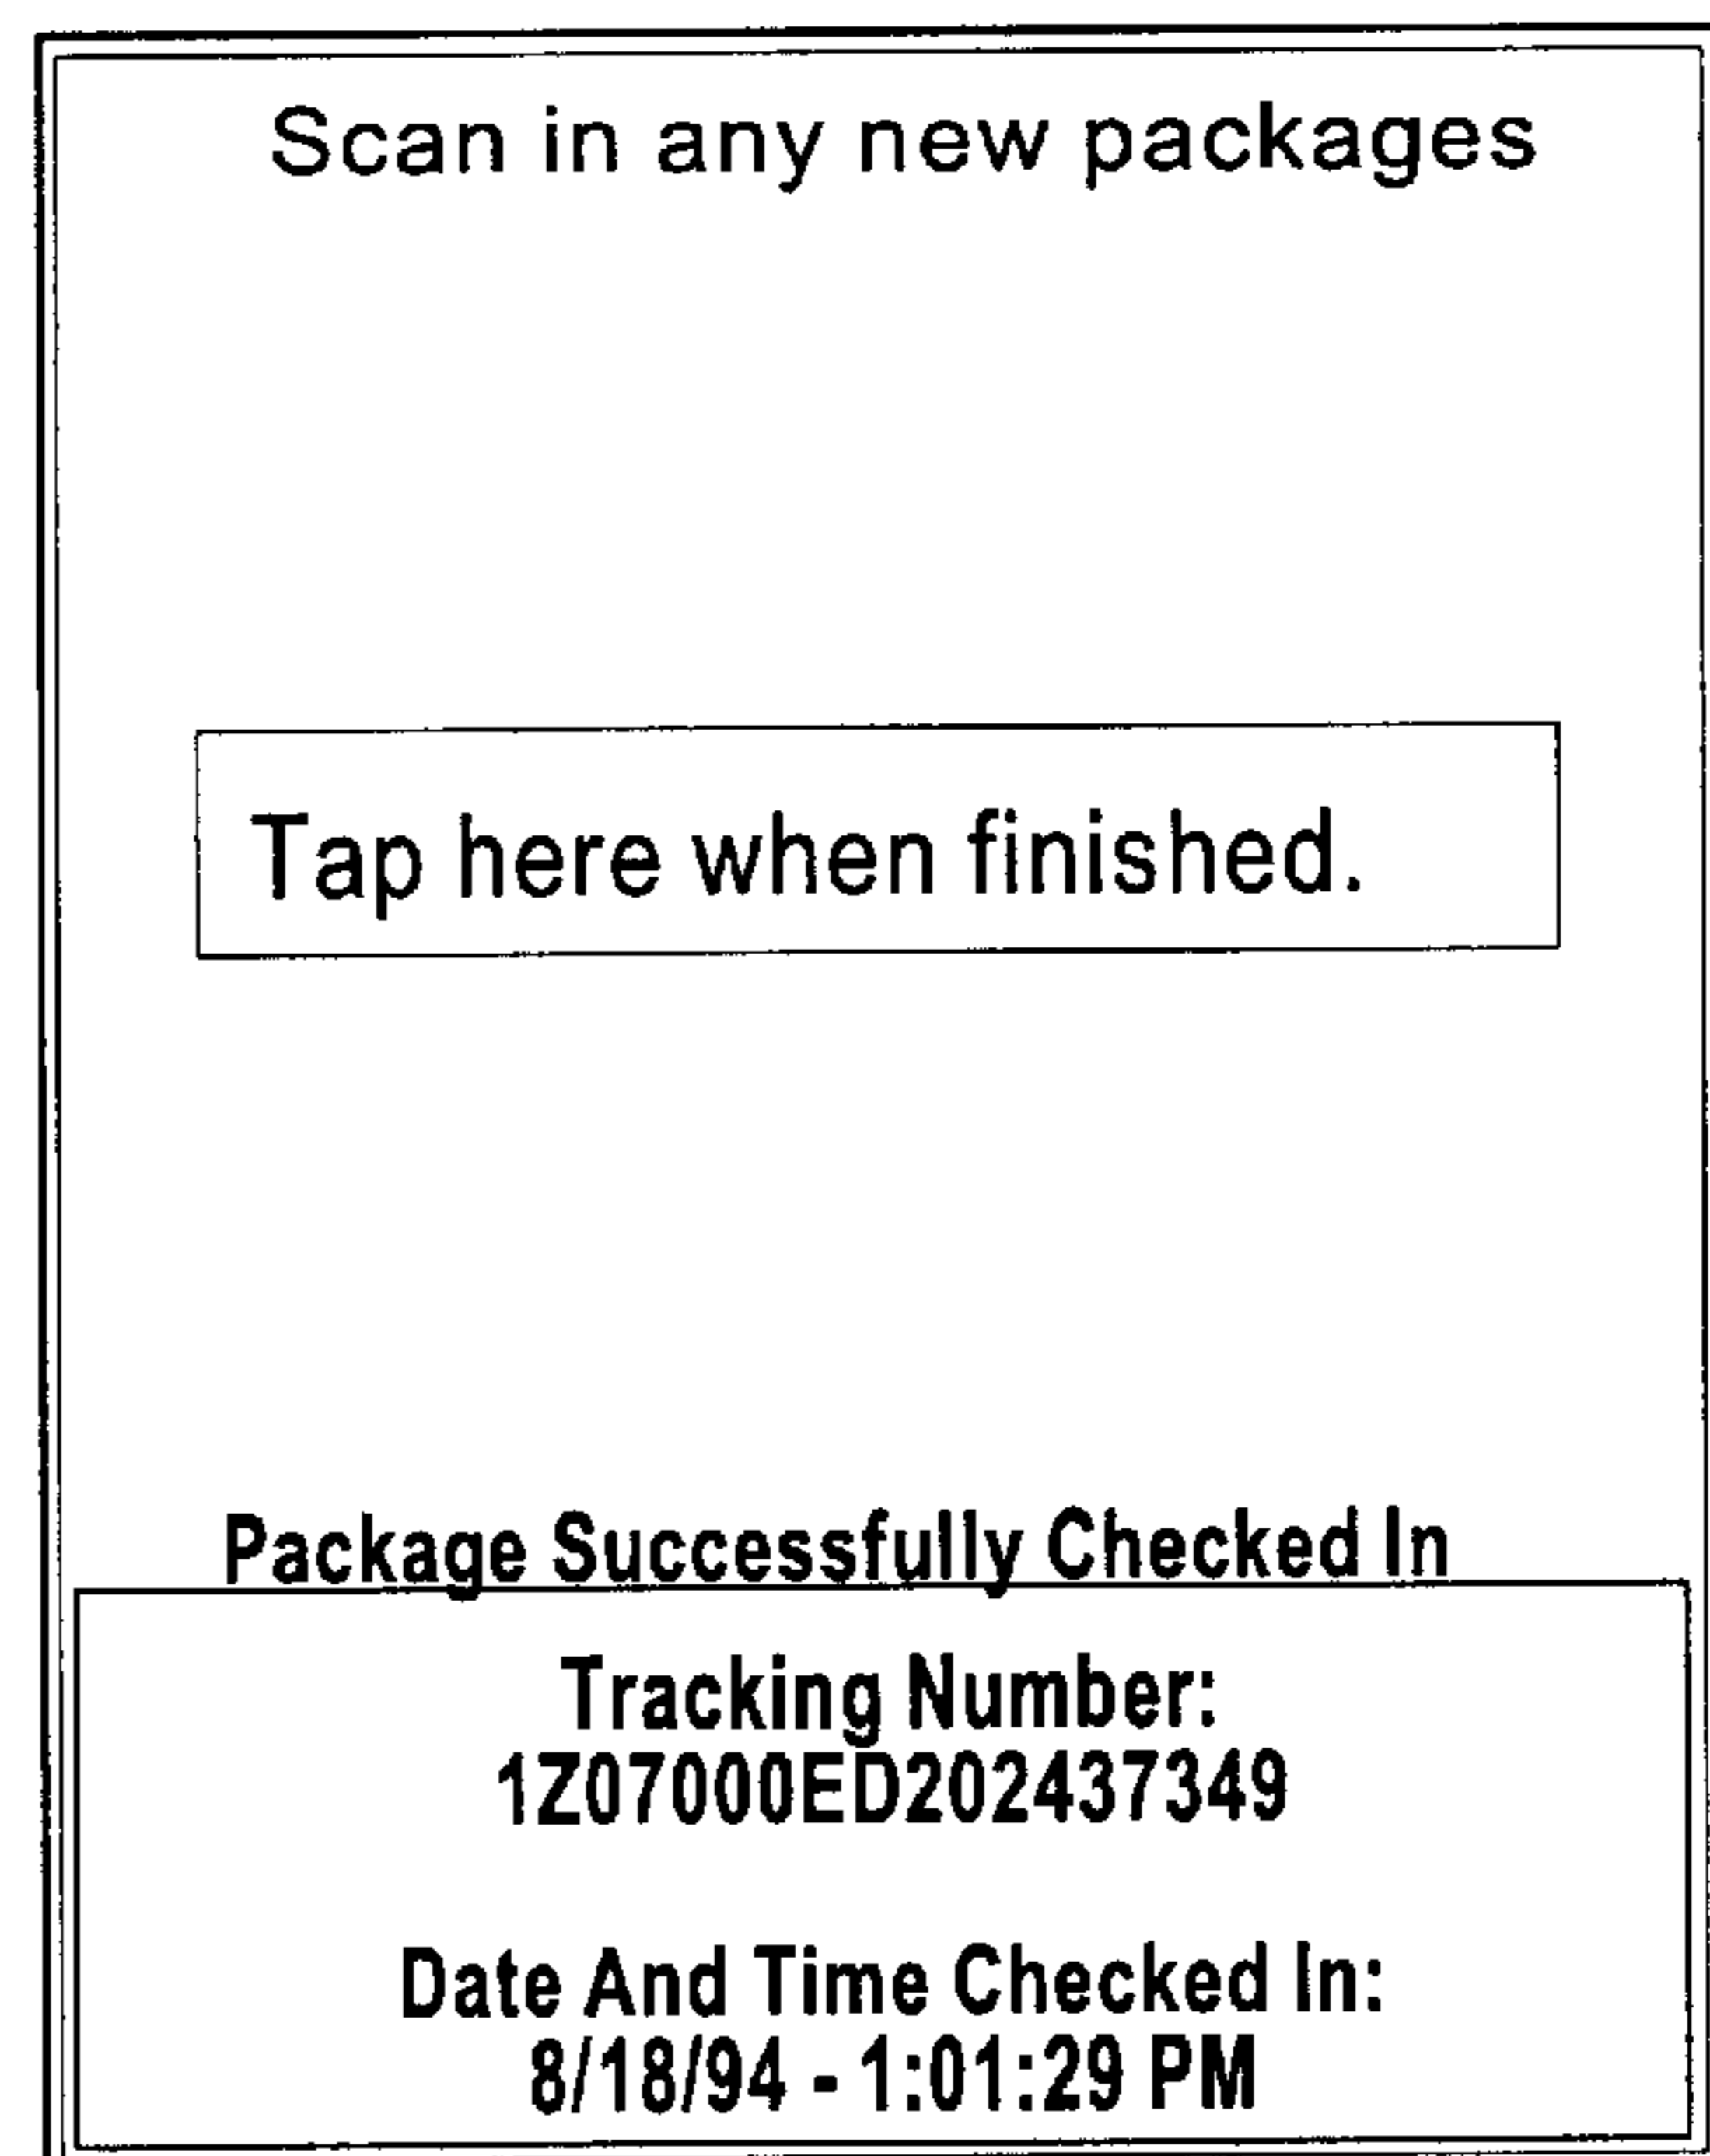 Scan in any new packages
Tap here when finished.
Package Successfully Checked In
Tracking Number:
1Z07000ED202437349
Date And Time Checked In:
8/18/94 - 1:01:29 PM